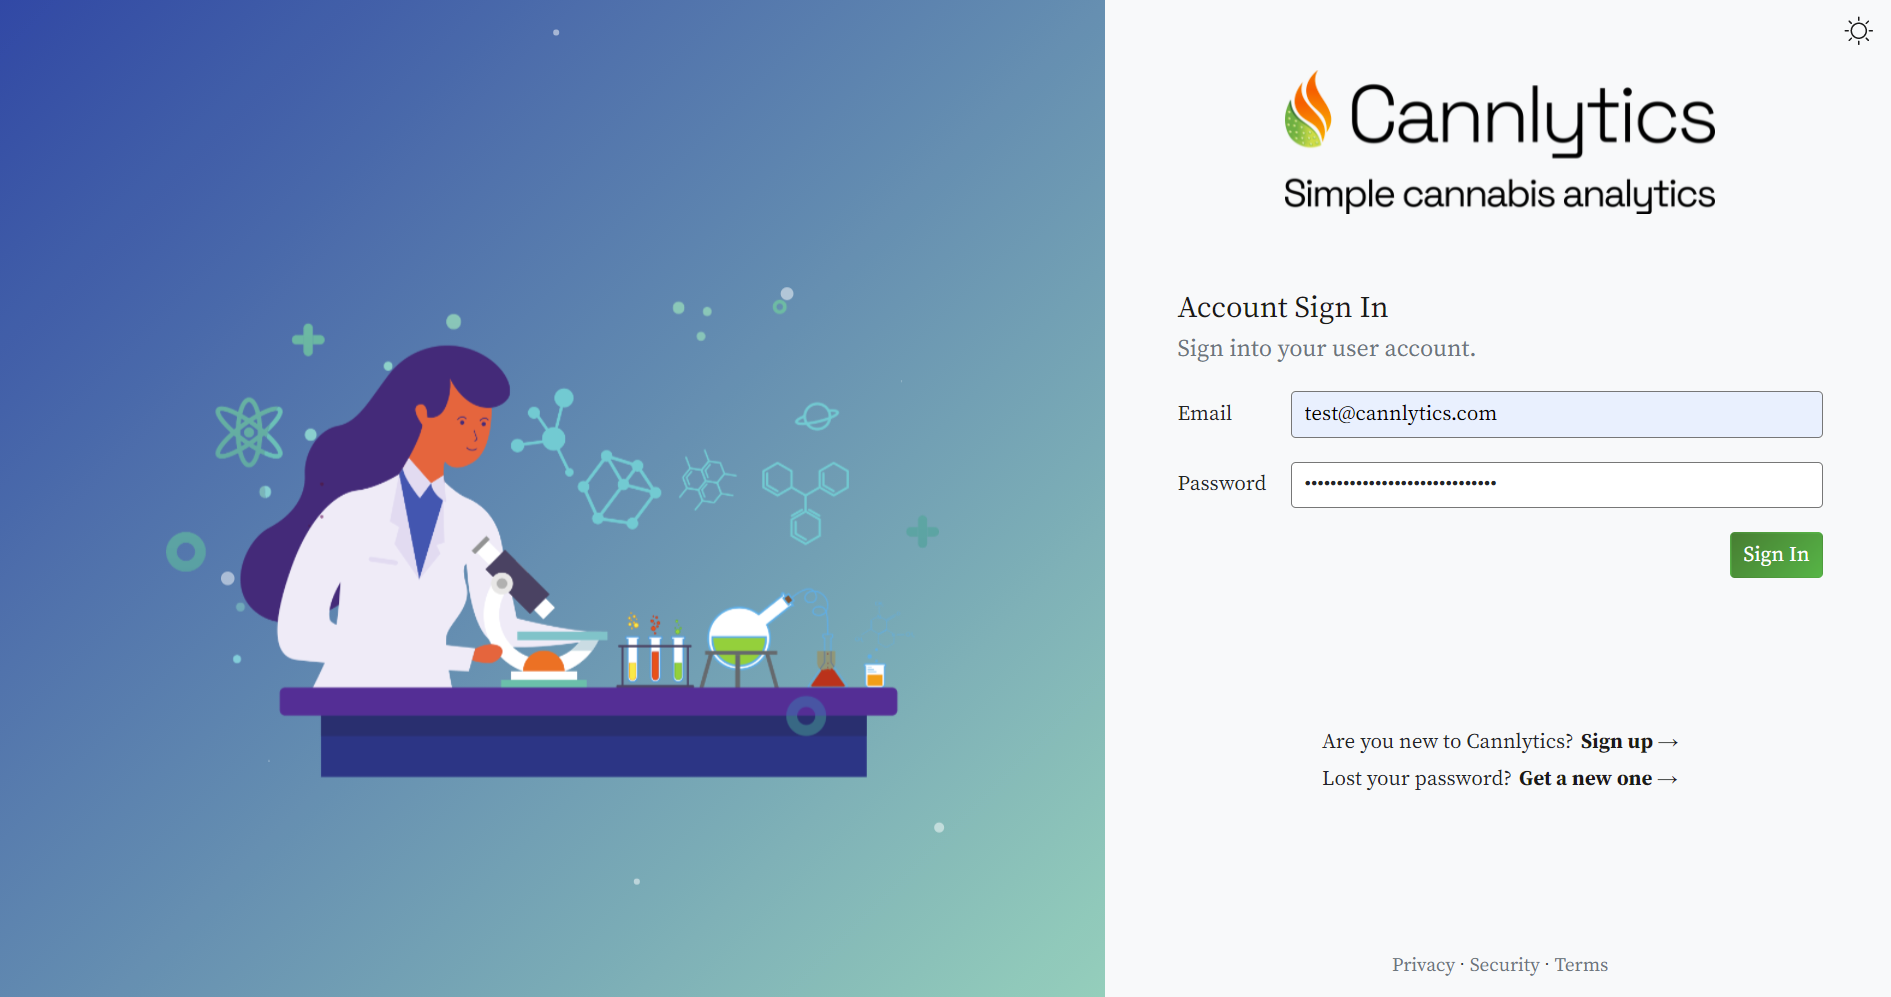 Cannlytics
Simple cannabis analytics
Account Sign In
Sign into your user account.
Email
test@cannlytics.com
Password
••••••••••••••••••••••••••••••
Sign In
Are you new to Cannlytics? Sign up →
Lost your password? Get a new one →
Privacy · Security · Terms